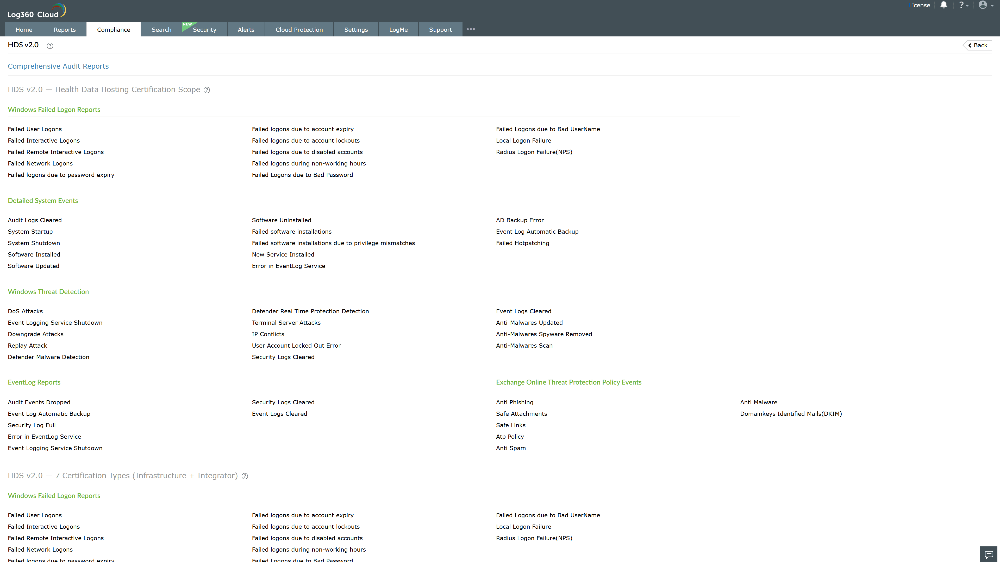 License
?
Log360 Cloud
Home
Reports
Compliance
Search
NEW
Security
Alerts
Cloud Protection
Settings
LogMe
Support
HDS v2.0 ?
Back
Comprehensive Audit Reports
HDS v2.0 — Health Data Hosting Certification Scope ?
Windows Failed Logon Reports
Failed User Logons
Failed Interactive Logons
Failed Remote Interactive Logons
Failed Network Logons
Failed logons due to password expiry
Failed logons due to account expiry
Failed logons due to account lockouts
Failed logons due to disabled accounts
Failed logons during non-working hours
Failed Logons due to Bad Password
Failed Logons due to Bad UserName
Local Logon Failure
Radius Logon Failure(NPS)
Detailed System Events
Audit Logs Cleared
System Startup
System Shutdown
Software Installed
Software Updated
Software Uninstalled
Failed software installations
Failed software installations due to privilege mismatches
New Service Installed
Error in EventLog Service
AD Backup Error
Event Log Automatic Backup
Failed Hotpatching
Windows Threat Detection
DoS Attacks
Event Logging Service Shutdown
Downgrade Attacks
Replay Attack
Defender Malware Detection
Defender Real Time Protection Detection
Terminal Server Attacks
IP Conflicts
User Account Locked Out Error
Security Logs Cleared
Event Logs Cleared
Anti-Malwares Updated
Anti-Malwares Spyware Removed
Anti-Malwares Scan
EventLog Reports
Audit Events Dropped
Event Log Automatic Backup
Security Log Full
Error in EventLog Service
Event Logging Service Shutdown
Security Logs Cleared
Event Logs Cleared
Exchange Online Threat Protection Policy Events
Anti Phishing
Safe Attachments
Safe Links
Atp Policy
Anti Spam
Anti Malware
Domainkeys Identified Mails(DKIM)
HDS v2.0 — 7 Certification Types (Infrastructure + Integrator) ?
Windows Failed Logon Reports
Failed User Logons
Failed Interactive Logons
Failed Remote Interactive Logons
Failed Network Logons
Failed logons due to password expiry
Failed logons due to account expiry
Failed logons due to account lockouts
Failed logons due to disabled accounts
Failed logons during non-working hours
Failed Logons due to Bad Password
Failed Logons due to Bad UserName
Local Logon Failure
Radius Logon Failure(NPS)